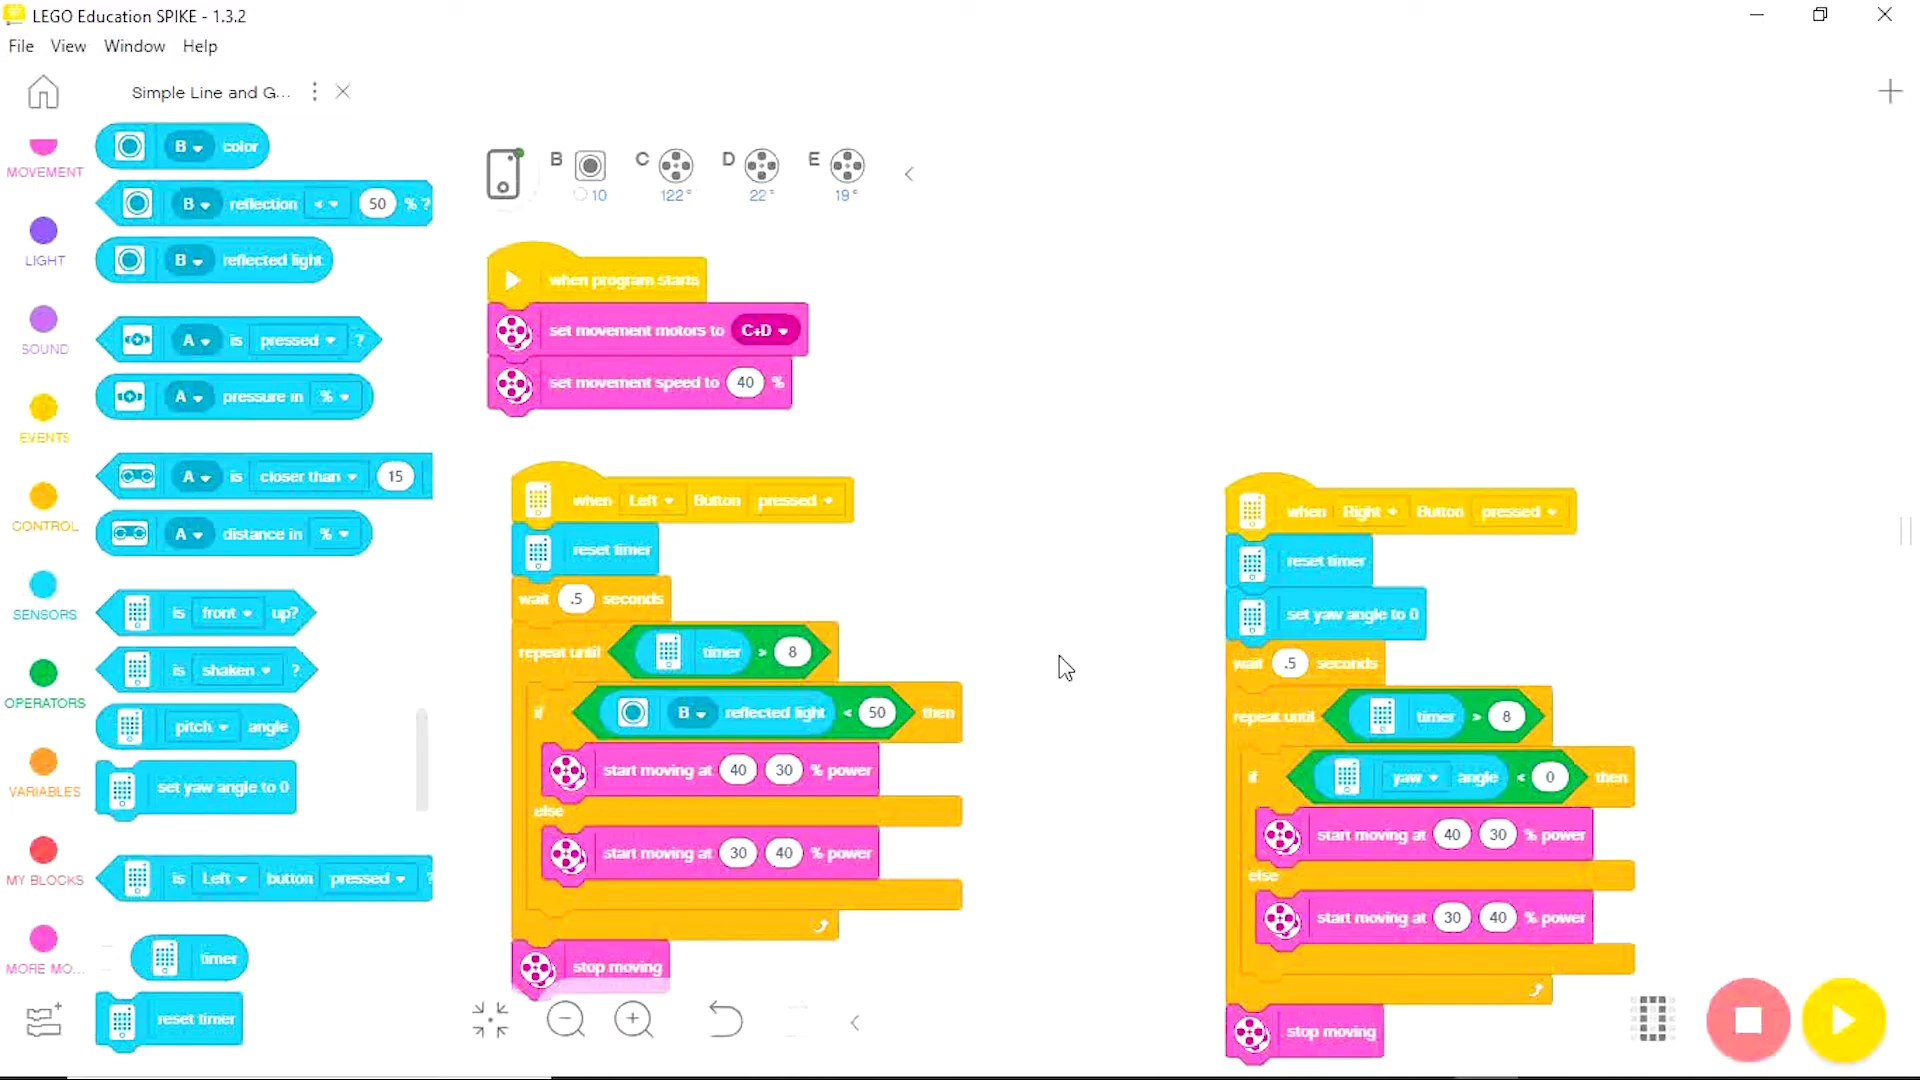 LEGO Education SPIKE - 1.3.2
File View Window Help
Simple Line and G...
MOVEMENT
LIGHT
SOUND
EVENTS
CONTROL
SENSORS
OPERATORS
VARIABLES
MY BLOCKS
MORE MO...
B color
B reflection < 50 % ?
B reflected light
A is pressed ?
A pressure in %
A is closer than 15
A distance in %
is front up?
is shaken ?
pitch angle
set yaw angle to 0
is Left button pressed ?
timer
reset timer
B C D E
10 122° 22° 19°
when program starts
set movement motors to C+D
set movement speed to 40 %
when Left Button pressed
reset timer
wait .5 seconds
repeat until timer > 8
if B reflected light < 50 then
start moving at 40 30 % power
else
start moving at 30 40 % power
stop moving
when Right Button pressed
reset timer
set yaw angle to 0
wait .5 seconds
repeat until timer > 8
if yaw angle < 0 then
start moving at 40 30 % power
else
start moving at 30 40 % power
stop moving